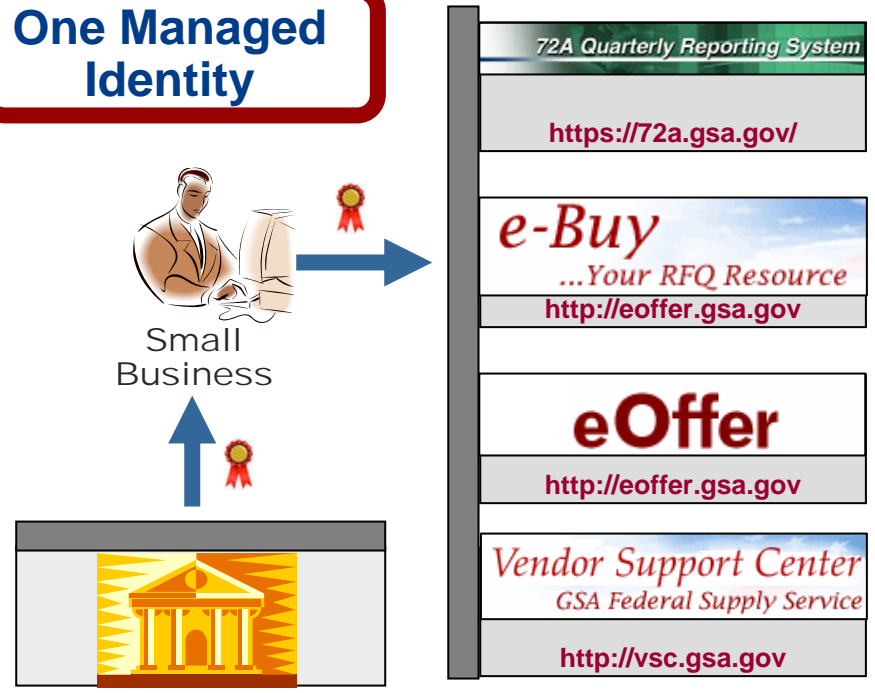 One Managed
Identity
72A Quarterly Reporting System
https://72a.gsa.gov/
e-Buy
...Your RFQ Resource
http://eoffer.gsa.gov
Small
Business
eOffer
http://eoffer.gsa.gov
Vendor Support Center
GSA Federal Supply Service
http://vsc.gsa.gov